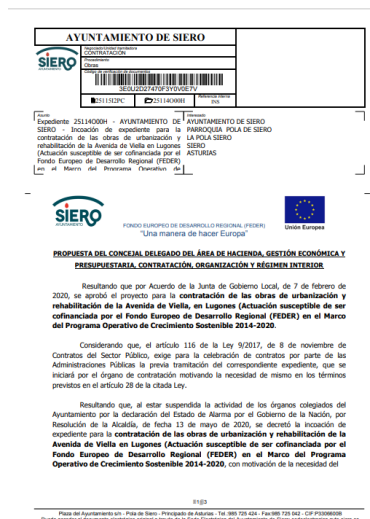 AYUNTAMIENTO DE SIERO
SIERO
AYUNTAMIENTO
Negociado/Unidad tramitadora
CONTRATACIÓN
Procedimiento
Obras
Código de verificación de documentos
3E0U2D27470F3Y0V0E7V
25115I2PC
25114O00H
Referencia interna
INS
Asunto
Expediente 25114O00H - AYUNTAMIENTO DE
SIERO - Incoación de expediente para la
contratación de las obras de urbanización y
rehabilitación de la Avenida de Viella en Lugones
(Actuación susceptible de ser cofinanciada por el
Fondo Europeo de Desarrollo Regional (FEDER)
en el Marco del Programa Operativo de
Interesado
AYUNTAMIENTO DE SIERO
PARROQUIA POLA DE SIERO
LA POLA SIERO
SIERO
ASTURIAS
SIERO
AYUNTAMIENTO
FONDO EUROPEO DE DESARROLLO REGIONAL (FEDER)
"Una manera de hacer Europa"
Unión Europea
PROPUESTA DEL CONCEJAL DELEGADO DEL ÁREA DE HACIENDA, GESTIÓN ECONÓMICA Y
PRESUPUESTARIA, CONTRATACIÓN, ORGANIZACIÓN Y RÉGIMEN INTERIOR
Resultando que por Acuerdo de la Junta de Gobierno Local, de 7 de febrero de
2020, se aprobó el proyecto para la contratación de las obras de urbanización y
rehabilitación de la Avenida de Viella, en Lugones (Actuación susceptible de ser
cofinanciada por el Fondo Europeo de Desarrollo Regional (FEDER) en el Marco
del Programa Operativo de Crecimiento Sostenible 2014-2020.
Considerando que, el artículo 116 de la Ley 9/2017, de 8 de noviembre de
Contratos del Sector Público, exige para la celebración de contratos por parte de las
Administraciones Públicas la previa tramitación del correspondiente expediente, que se
iniciará por el órgano de contratación motivando la necesidad de mismo en los términos
previstos en el artículo 28 de la citada Ley.
Resultando que, al estar suspendida la actividad de los órganos colegiados del
Ayuntamiento por la declaración del Estado de Alarma por el Gobierno de la Nación, por
Resolución de la Alcaldía, de fecha 13 de mayo de 2020, se decretó la incoación de
expediente para la contratación de las obras de urbanización y rehabilitación de la
Avenida de Viella en Lugones (Actuación susceptible de ser cofinanciada por el
Fondo Europeo de Desarrollo Regional (FEDER) en el Marco del Programa
Operativo de Crecimiento Sostenible 2014-2020, con motivación de la necesidad del
Plaza del Ayuntamiento s/n - Pola de Siero - Principado de Asturias - Tel. 985 725 424 - Fax:985 725 042 - CIF P3306600B